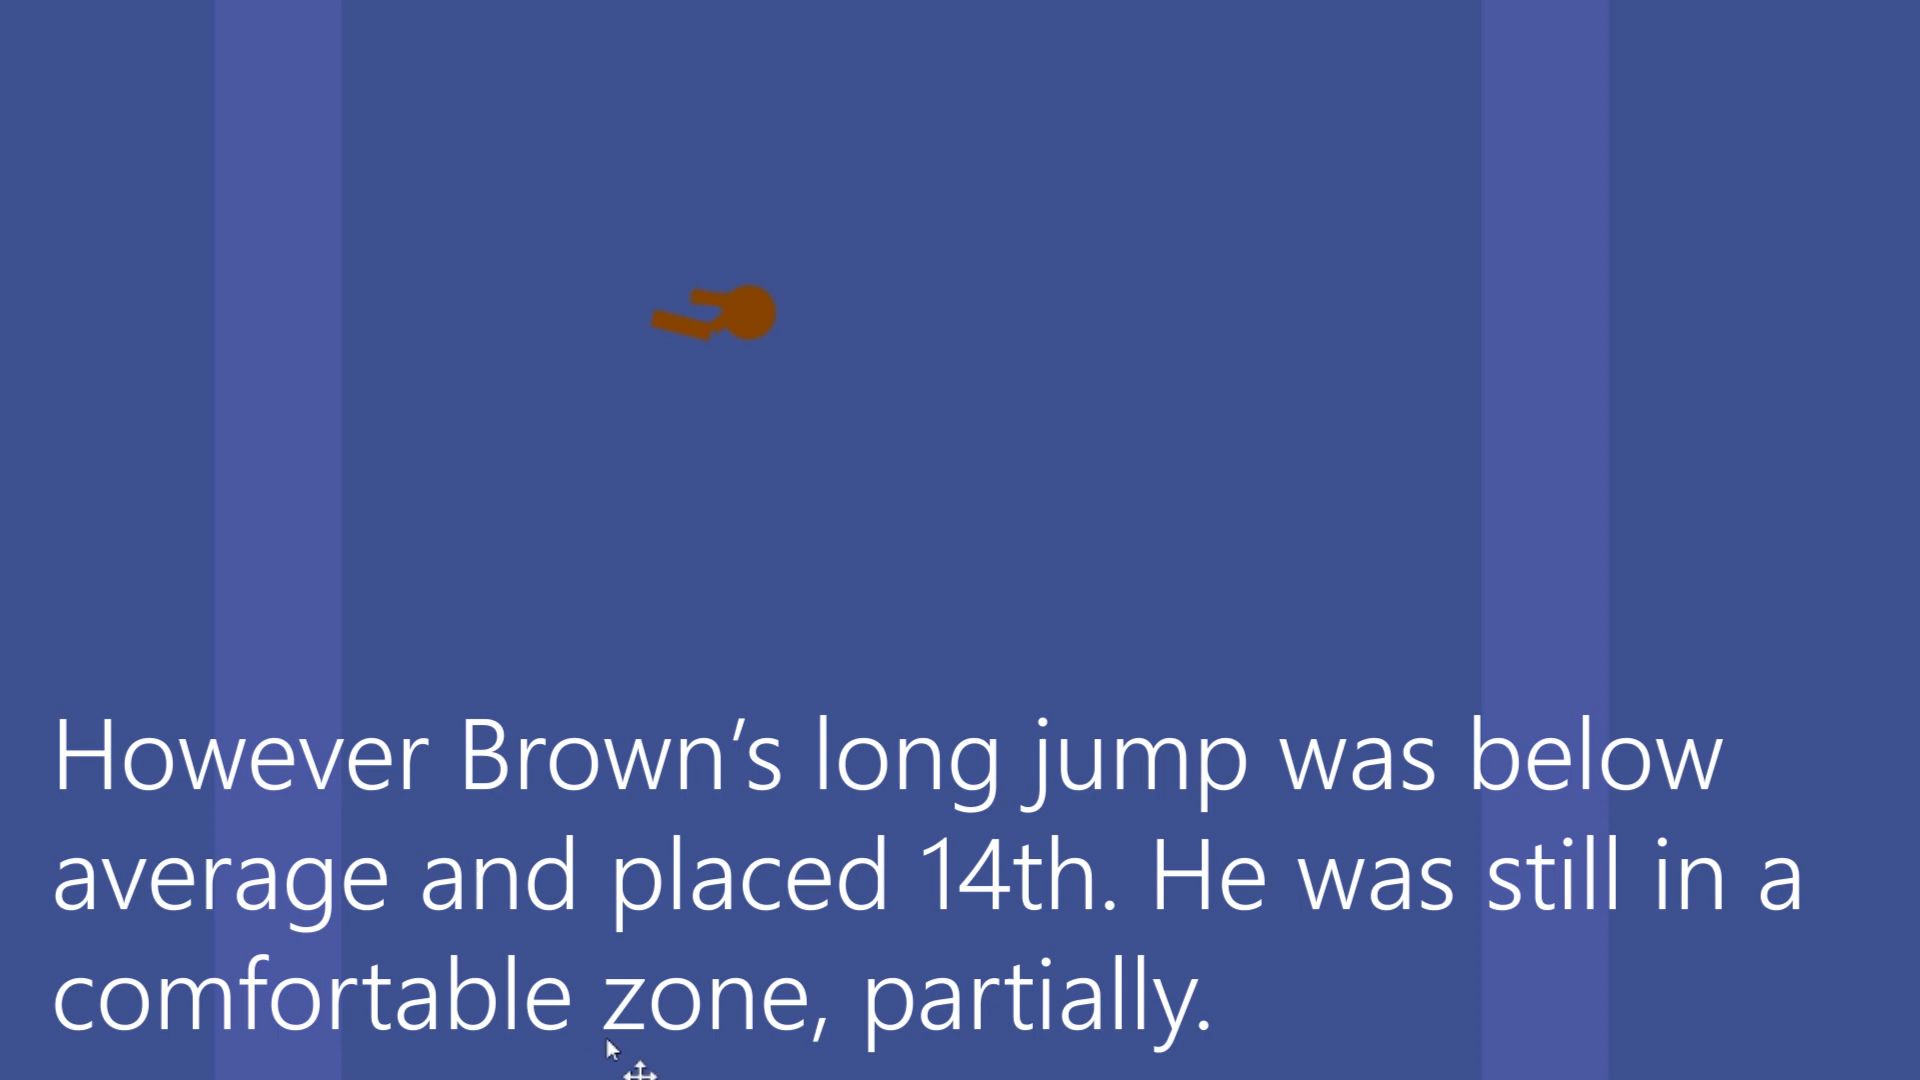 However Brown’s long jump was below
average and placed 14th. He was still in a
comfortable zone, partially.